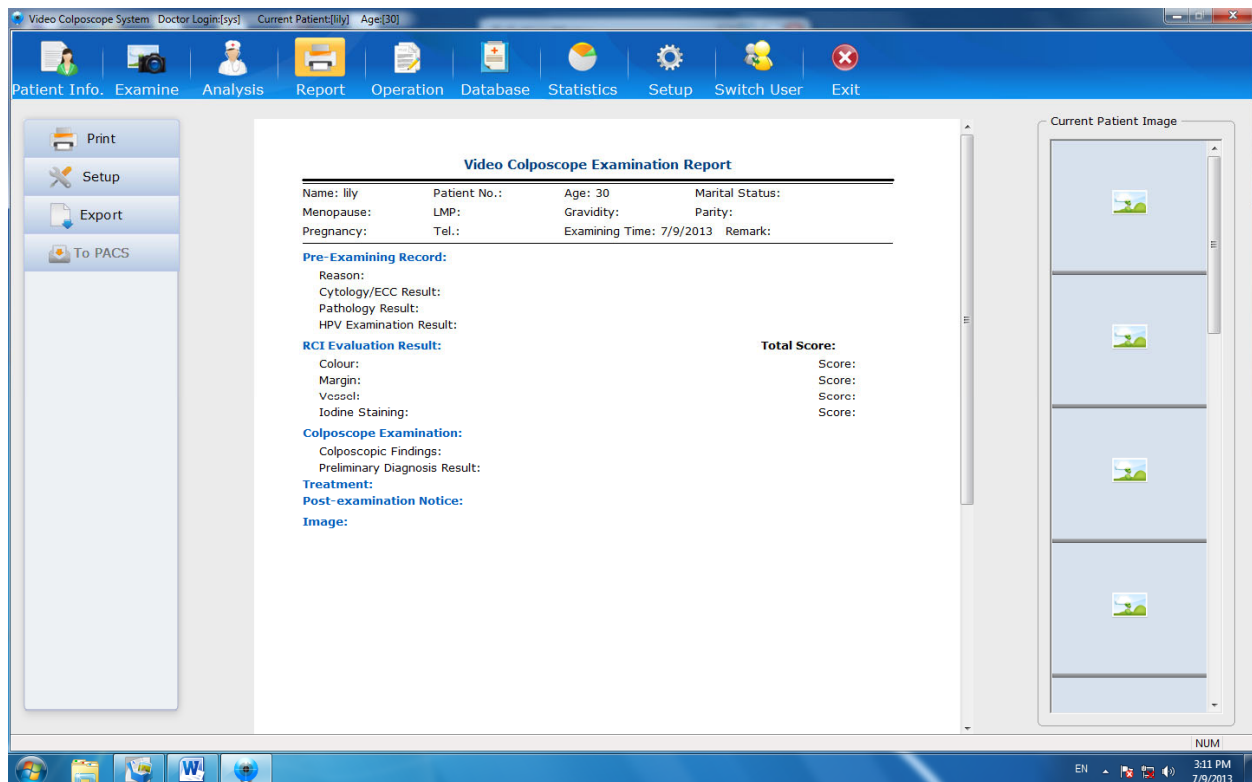 Video Colposcope System Doctor Login:[sys] Current Patient:[lily] Age:[30]
Patient Info. Examine Analysis Report Operation Database Statistics Setup Switch User Exit
Print
Setup
Export
To PACS
Video Colposcope Examination Report
Name: lily Patient No.: Age: 30 Marital Status:
Menopause: LMP: Gravidity: Parity:
Pregnancy: Tel.: Examining Time: 7/9/2013 Remark:
Pre-Examining Record:
Reason:
Cytology/ECC Result:
Pathology Result:
HPV Examination Result:
RCI Evaluation Result: Total Score:
Colour: Score:
Margin: Score:
Vessel: Score:
Iodine Staining: Score:
Colposcope Examination:
Colposcopic Findings:
Preliminary Diagnosis Result:
Treatment:
Post-examination Notice:
Image:
Current Patient Image
NUM
EN 3:11 PM
7/9/2013